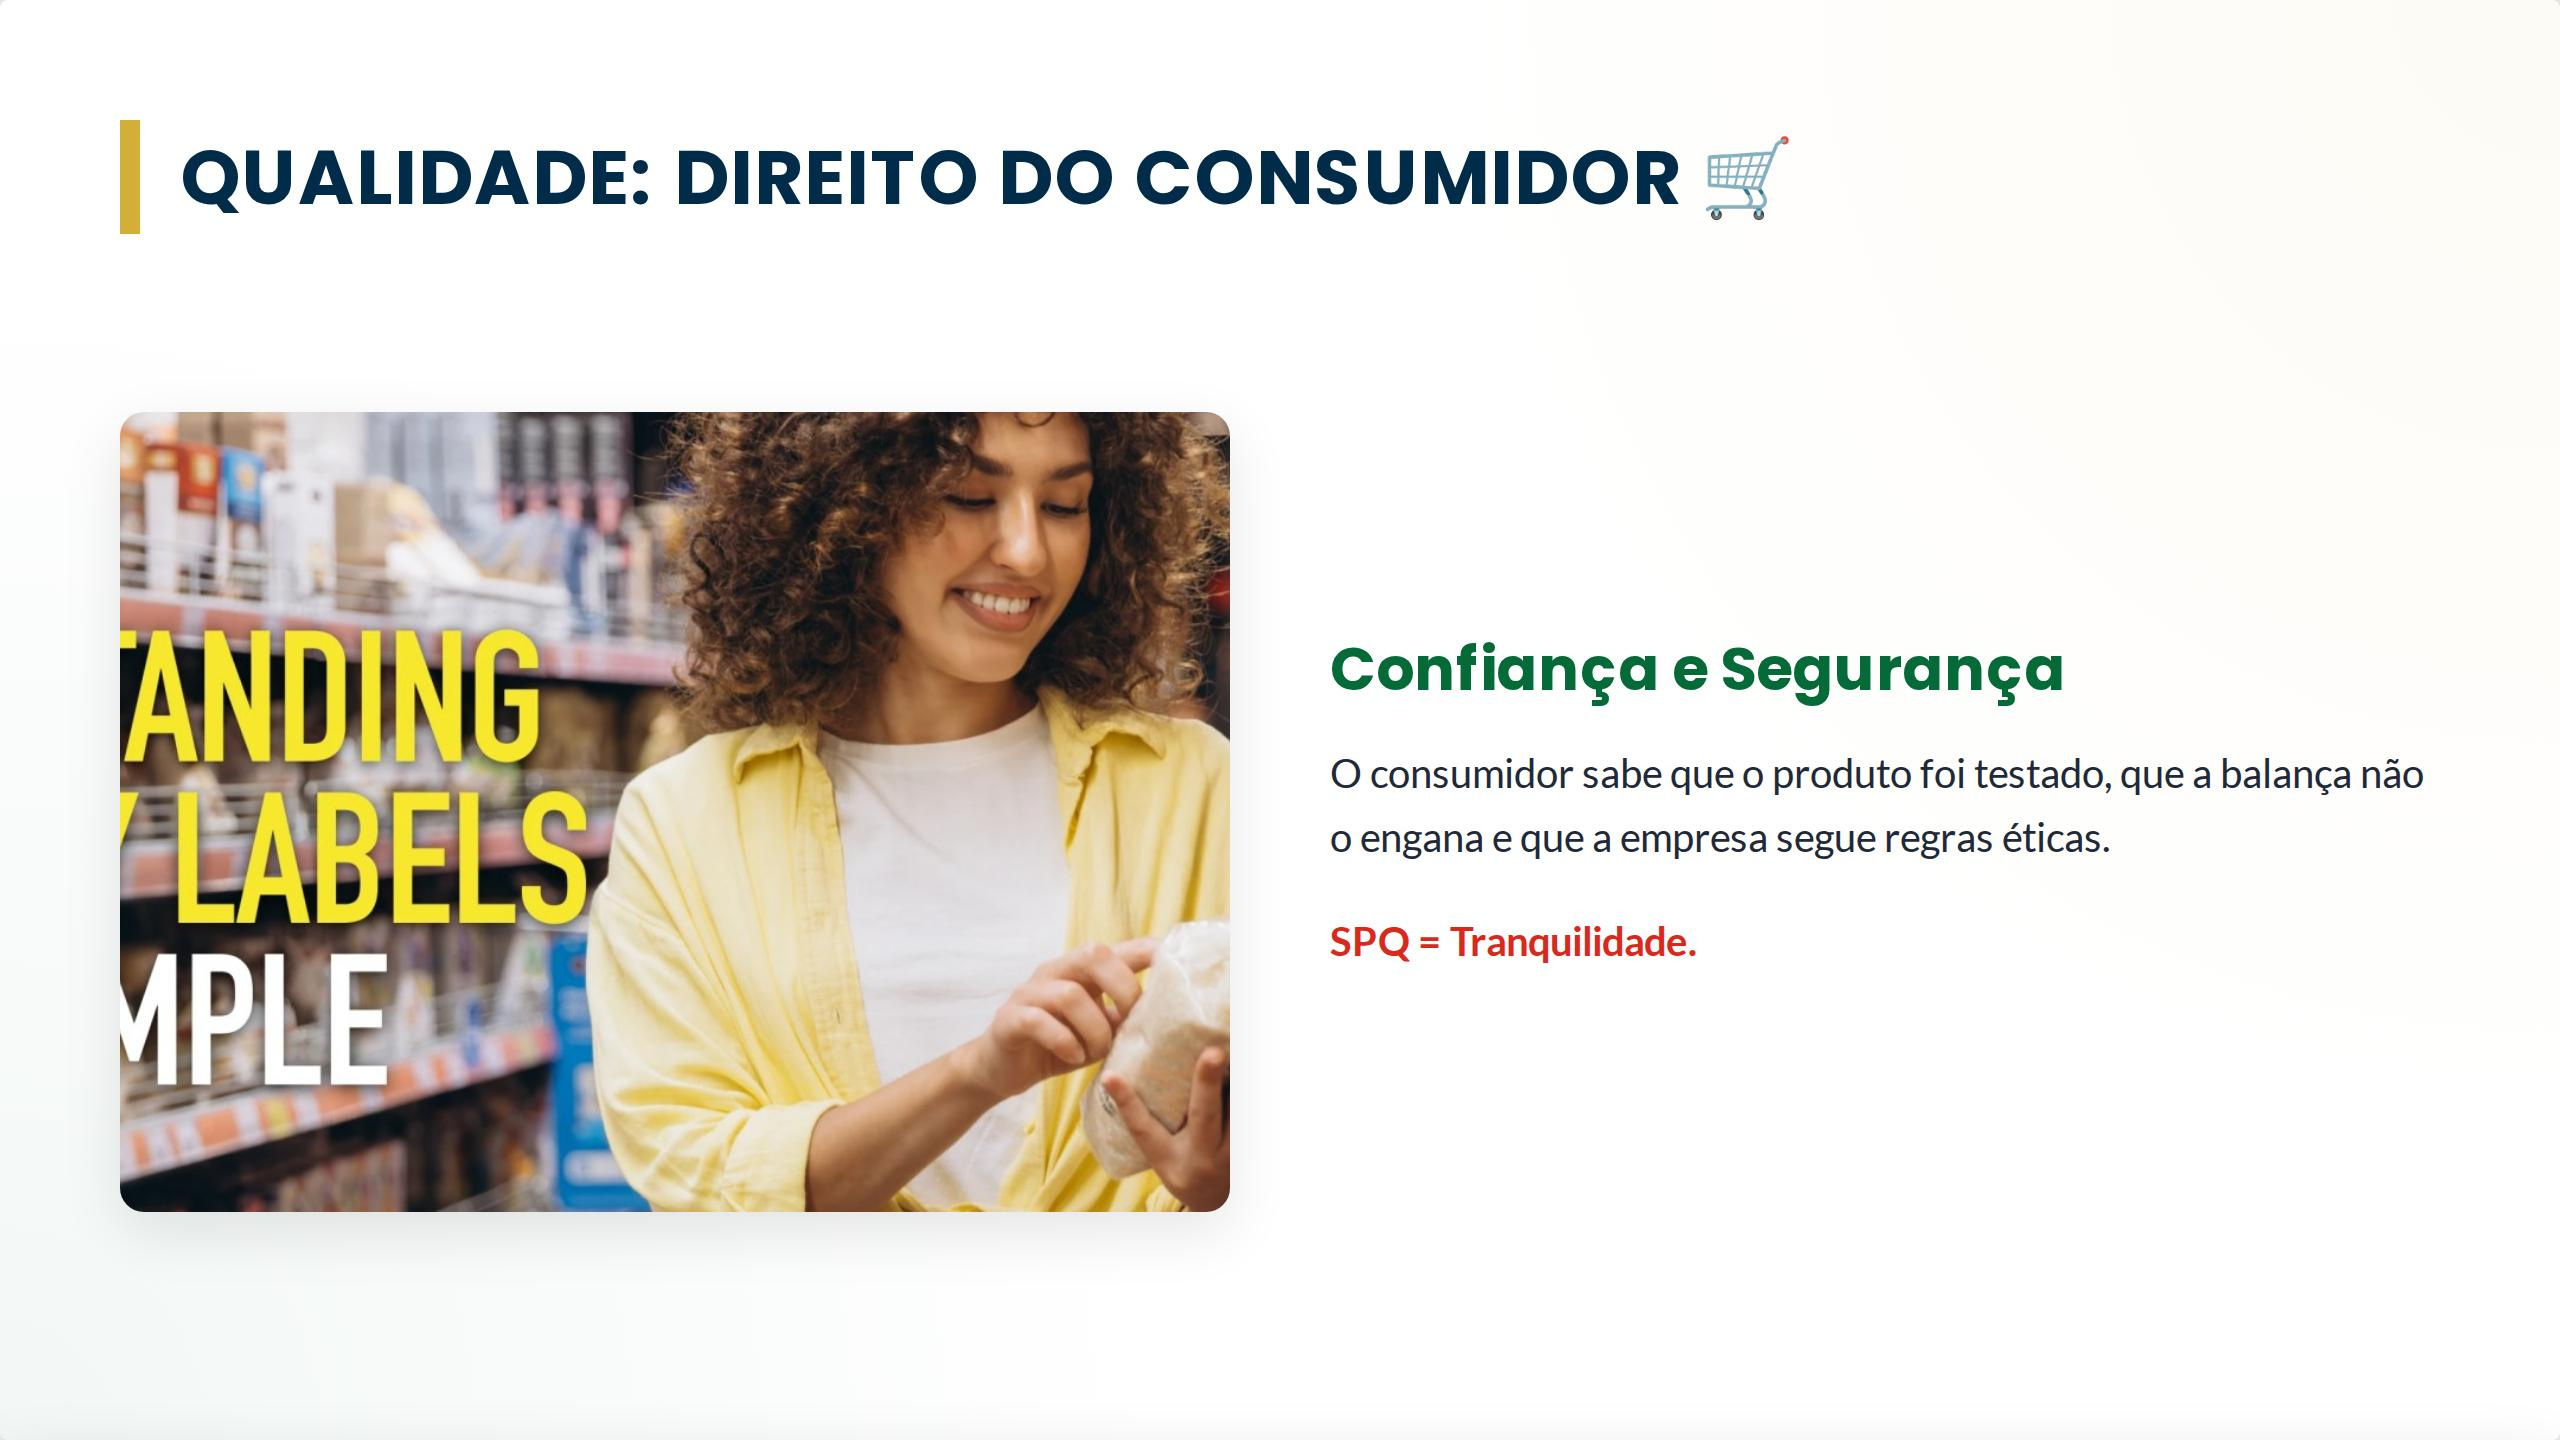 QUALIDADE: DIREITO DO CONSUMIDOR
TANDING
LABELS
MPLE
Confiança e Segurança
O consumidor sabe que o produto foi testado, que a balança não
o engana e que a empresa segue regras éticas.
SPQ = Tranquilidade.